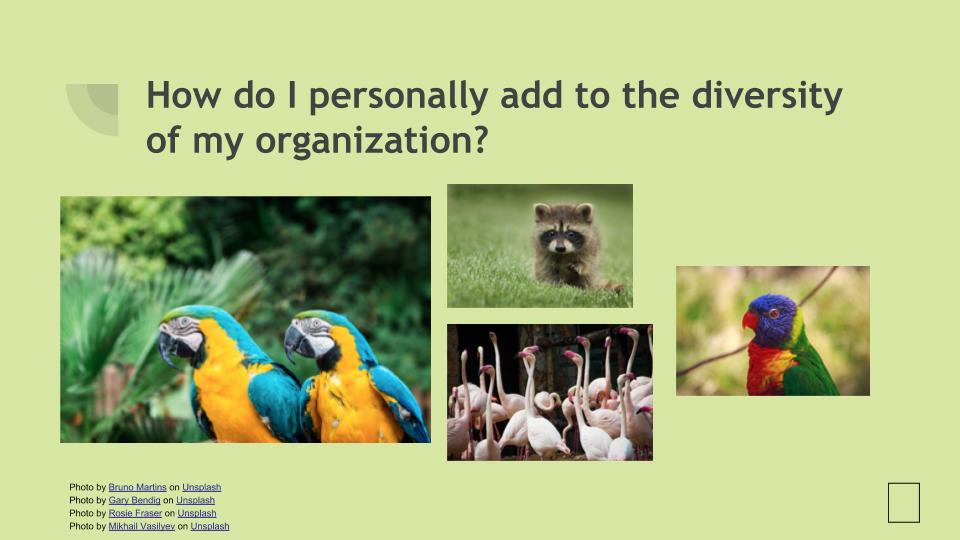 How do I personally add to the diversity
of my organization?
Photo by Bruno Martins on Unsplash
Photo by Gary Bendig on Unsplash
Photo by Rosie Fraser on Unsplash
Photo by Mikhail Vasilyev on Unsplash